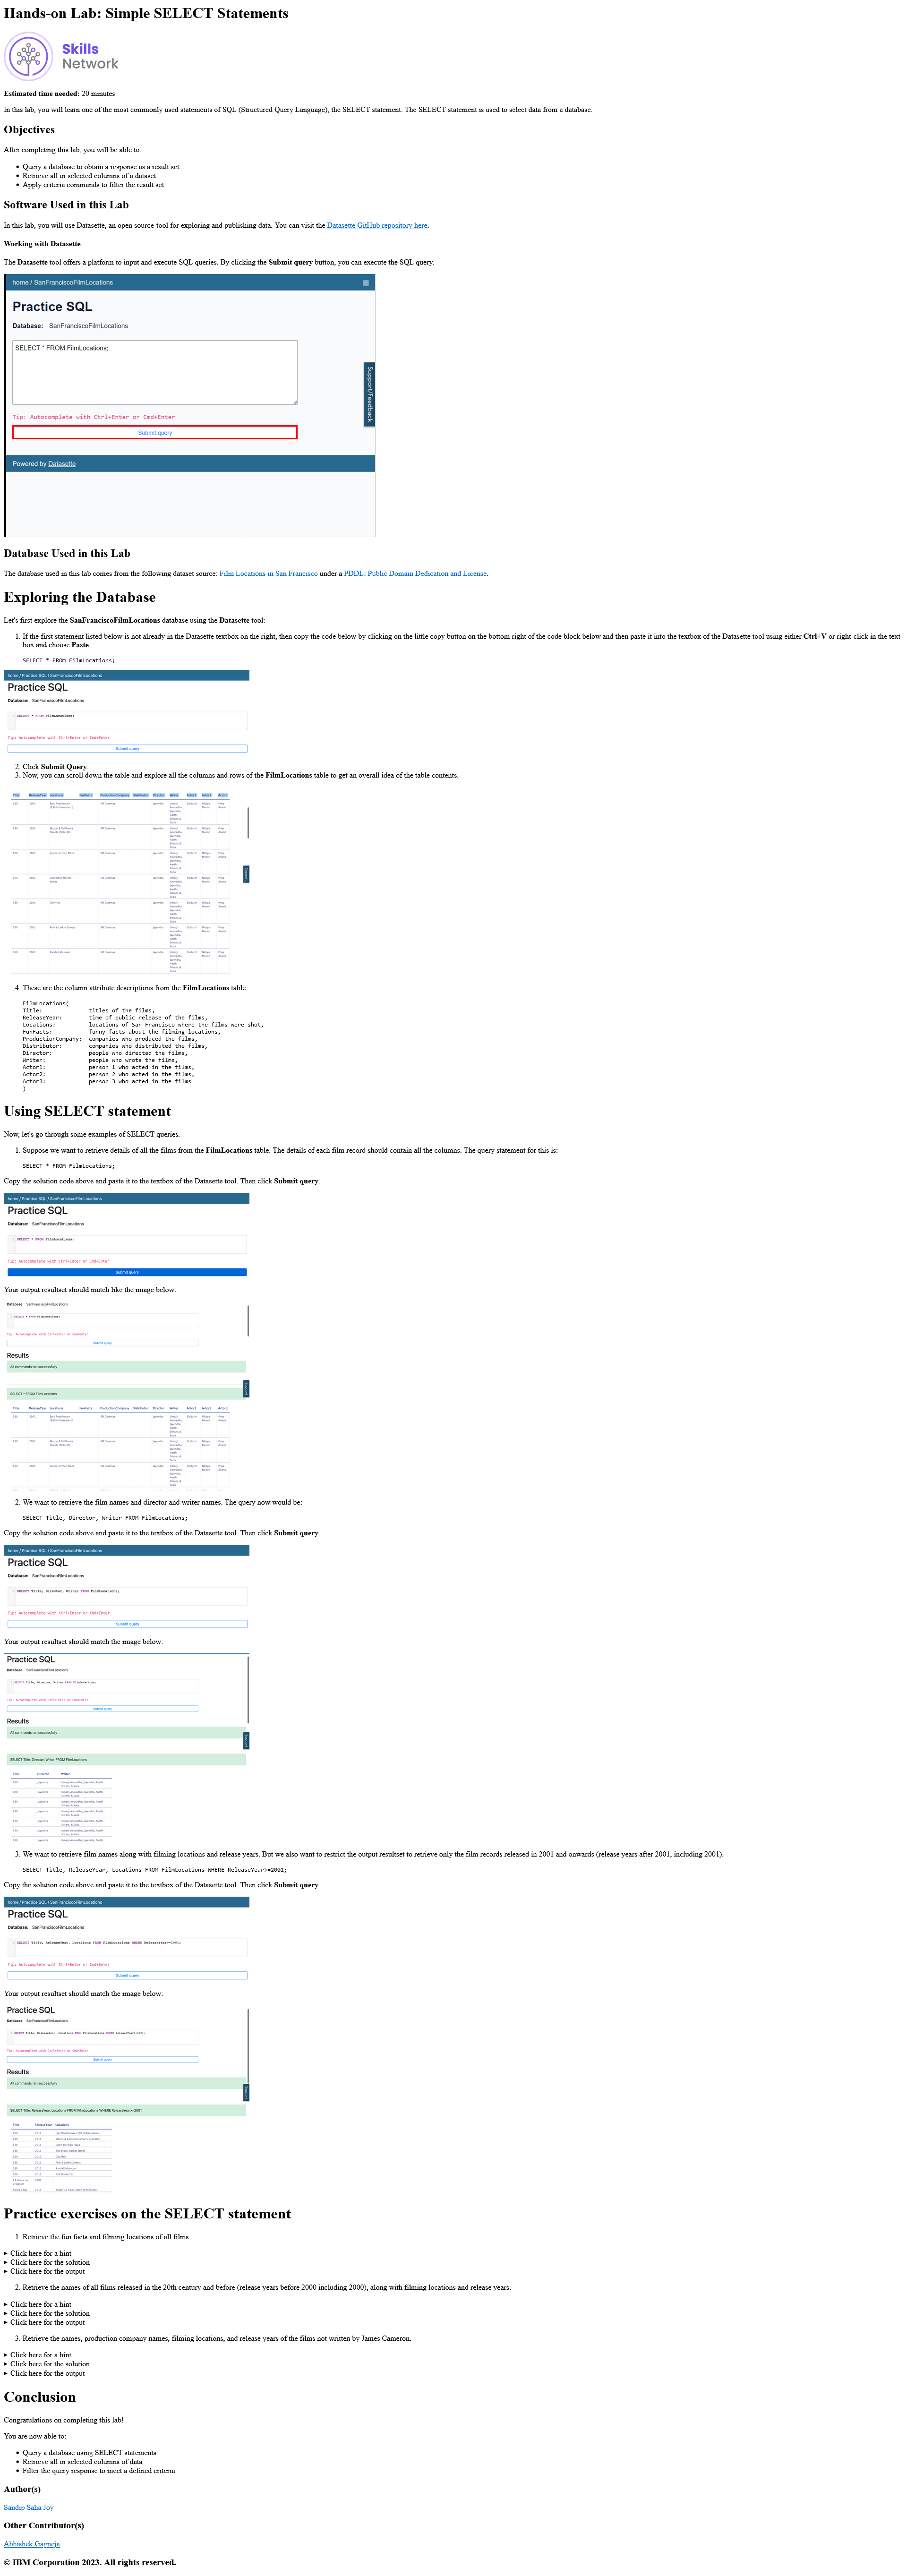 Hands-on Lab: Simple SELECT Statements
Skills
Network
Estimated time needed: 20 minutes
In this lab, you will learn one of the most commonly used statements of SQL (Structured Query Language), the SELECT statement. The SELECT statement is used to select data from a database.
Objectives
After completing this lab, you will be able to:
• Query a database to obtain a response as a result set
• Retrieve all or selected columns of a dataset
• Apply criteria commands to filter the result set
Software Used in this Lab
In this lab, you will use Datasette, an open source-tool for exploring and publishing data. You can visit the Datasette GitHub repository here.
Working with Datasette
The Datasette tool offers a platform to input and execute SQL queries. By clicking the Submit query button, you can execute the SQL query.
home / SanFranciscoFilmLocations
Practice SQL
Database: SanFranciscoFilmLocations
SELECT * FROM FilmLocations;
Support/Feedback
Tip: Autocomplete with Ctrl+Enter or Cmd+Enter
Submit query
Powered by Datasette
Database Used in this Lab
The database used in this lab comes from the following dataset source: Film Locations in San Francisco under a PDDL: Public Domain Dedication and License.
Exploring the Database
Let's first explore the SanFranciscoFilmLocations database using the Datasette tool:
1. If the first statement listed below is not already in the Datasette textbox on the right, then copy the code below by clicking on the little copy button on the bottom right of the code block below and then paste it into the textbox of the Datasette tool using either Ctrl+V or right-click in the text
box and choose Paste.
SELECT * FROM FilmLocations;
home / Practice SQL / SanFranciscoFilmLocations
Practice SQL
Database: SanFranciscoFilmLocations
1 SELECT * FROM FilmLocations;
Tip: Autocomplete with Ctrl+Enter or Cmd+Enter
Submit query
2. Click Submit Query.
3. Now, you can scroll down the table and explore all the columns and rows of the FilmLocations table to get an overall idea of the table contents.
Title ReleaseYear Locations FunFacts ProductionCompany Distributor Director Writer Actor1 Actor2 Actor3
4. These are the column attribute descriptions from the FilmLocations table:
FilmLocations(
Title: titles of the films,
ReleaseYear: time of public release of the films,
Locations: locations of San Francisco where the films were shot,
FunFacts: funny facts about the filming locations,
ProductionCompany: companies who produced the films,
Distributor: companies who distributed the films,
Director: people who directed the films,
Writer: people who wrote the films,
Actor1: person 1 who acted in the films,
Actor2: person 2 who acted in the films,
Actor3: person 3 who acted in the films
)
Using SELECT statement
Now, let's go through some examples of SELECT queries.
1. Suppose we want to retrieve details of all the films from the FilmLocations table. The details of each film record should contain all the columns. The query statement for this is:
SELECT * FROM FilmLocations;
Copy the solution code above and paste it to the textbox of the Datasette tool. Then click Submit query.
home / Practice SQL / SanFranciscoFilmLocations
Practice SQL
Database: SanFranciscoFilmLocations
1 SELECT * FROM FilmLocations;
Tip: Autocomplete with Ctrl+Enter or Cmd+Enter
Submit query
Your output resultset should match like the image below:
Database: SanFranciscoFilmLocations
1 SELECT * FROM FilmLocations;
Tip: Autocomplete with Ctrl+Enter or Cmd+Enter
Submit query
Results
All commands ran successfully
SELECT * FROM FilmLocations
Title ReleaseYear Locations FunFacts ProductionCompany Distributor Director Writer Actor1 Actor2 Actor3
2. We want to retrieve the film names and director and writer names. The query now would be:
SELECT Title, Director, Writer FROM FilmLocations;
Copy the solution code above and paste it to the textbox of the Datasette tool. Then click Submit query.
home / Practice SQL / SanFranciscoFilmLocations
Practice SQL
Database: SanFranciscoFilmLocations
1 SELECT Title, Director, Writer FROM FilmLocations;
Tip: Autocomplete with Ctrl+Enter or Cmd+Enter
Submit query
Your output resultset should match the image below:
Practice SQL
Database: SanFranciscoFilmLocations
1 SELECT Title, Director, Writer FROM FilmLocations;
Tip: Autocomplete with Ctrl+Enter or Cmd+Enter
Submit query
Results
All commands ran successfully
SELECT Title, Director, Writer FROM FilmLocations
Title Director Writer
3. We want to retrieve film names along with filming locations and release years. But we also want to restrict the output resultset to retrieve only the film records released in 2001 and onwards (release years after 2001, including 2001).
SELECT Title, ReleaseYear, Locations FROM FilmLocations WHERE ReleaseYear>=2001;
Copy the solution code above and paste it to the textbox of the Datasette tool. Then click Submit query.
home / Practice SQL / SanFranciscoFilmLocations
Practice SQL
Database: SanFranciscoFilmLocations
1 SELECT Title, ReleaseYear, Locations FROM FilmLocations WHERE ReleaseYear>=2001;
Tip: Autocomplete with Ctrl+Enter or Cmd+Enter
Submit query
Your output resultset should match the image below:
Practice SQL
Database: SanFranciscoFilmLocations
1 SELECT Title, ReleaseYear, Locations FROM FilmLocations WHERE ReleaseYear>=2001;
Tip: Autocomplete with Ctrl+Enter or Cmd+Enter
Submit query
Results
All commands ran successfully
SELECT Title, ReleaseYear, Locations FROM FilmLocations WHERE ReleaseYear>=2001
Title ReleaseYear Locations
Practice exercises on the SELECT statement
1. Retrieve the fun facts and filming locations of all films.
▸ Click here for a hint
▸ Click here for the solution
▸ Click here for the output
2. Retrieve the names of all films released in the 20th century and before (release years before 2000 including 2000), along with filming locations and release years.
▸ Click here for a hint
▸ Click here for the solution
▸ Click here for the output
3. Retrieve the names, production company names, filming locations, and release years of the films not written by James Cameron.
▸ Click here for a hint
▸ Click here for the solution
▸ Click here for the output
Conclusion
Congratulations on completing this lab!
You are now able to:
• Query a database using SELECT statements
• Retrieve all or selected columns of data
• Filter the query response to meet a defined criteria
Author(s)
Sandip Saha Joy
Other Contributor(s)
Abhishek Gagneja
© IBM Corporation 2023. All rights reserved.